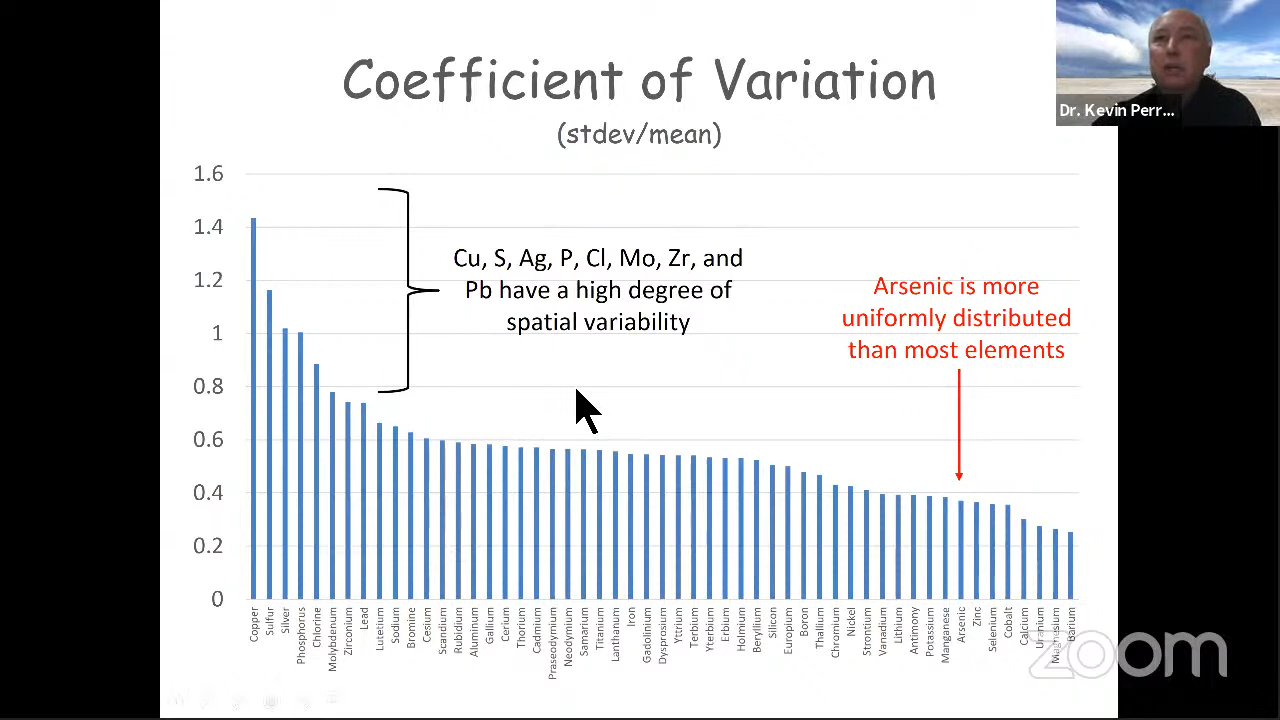 Coefficient of Variation
(stdev/mean)
Dr. Kevin Perr...
1.6
1.4
1.2
1
0.8
0.6
0.4
0.2
0
Cu, S, Ag, P, Cl, Mo, Zr, and
Pb have a high degree of
spatial variability
Arsenic is more
uniformly distributed
than most elements
Copper
Sulfur
Silver
Phosphorus
Chlorine
Molybdenum
Zirconium
Lead
Lutetium
Sodium
Bromine
Cesium
Scandium
Rubidium
Aluminum
Gallium
Cerium
Thorium
Cadmium
Praseodymium
Neodymium
Samarium
Titanium
Lanthanum
Iron
Gadolinium
Dysprosium
Yttrium
Terbium
Ytterbium
Erbium
Holmium
Beryllium
Silicon
Europium
Boron
Thallium
Chromium
Nickel
Strontium
Vanadium
Lithium
Antimony
Potassium
Manganese
Arsenic
Zinc
Selenium
Cobalt
Calcium
Uranium
Magnesium
Barium
zoom